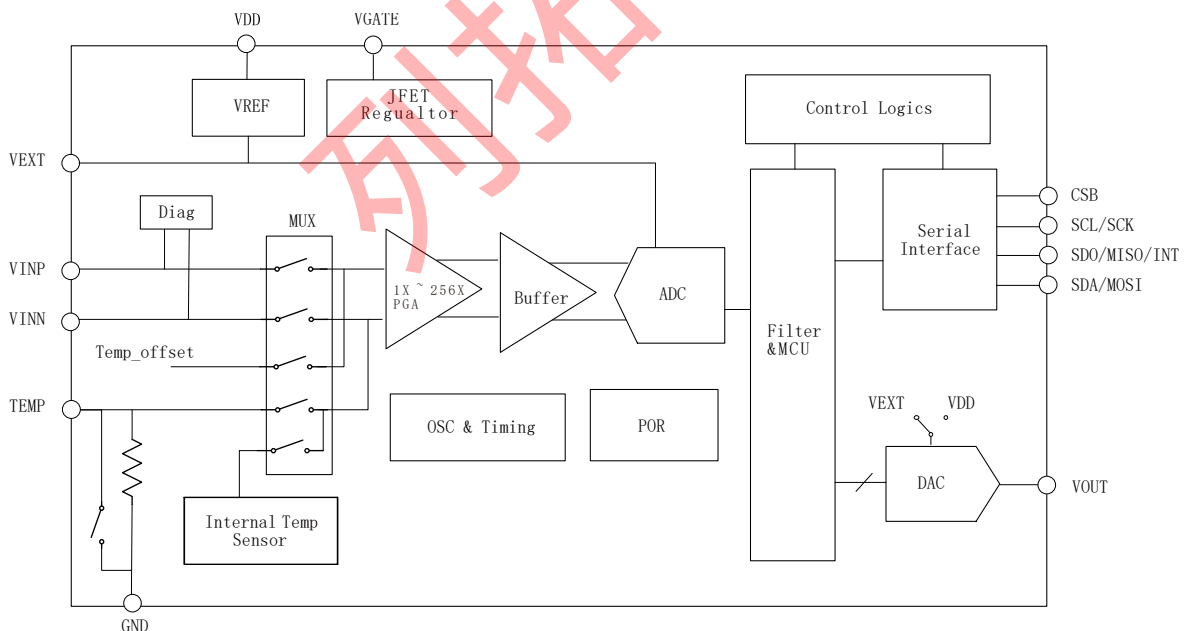 VDD
VGATE
VREF
JFET
Regualtor
Control Logics
VEXT
Diag
MUX
CSB
SCL/SCK
Serial
Interface
SDO/MISO/INT
SDA/MOSI
VINP
VINN
1X ~ 256X
PGA
Buffer
ADC
Filter
&MCU
Temp_offset
TEMP
OSC & Timing
POR
VEXT
VDD
DAC
VOUT
Internal Temp
Sensor
GND
列拓